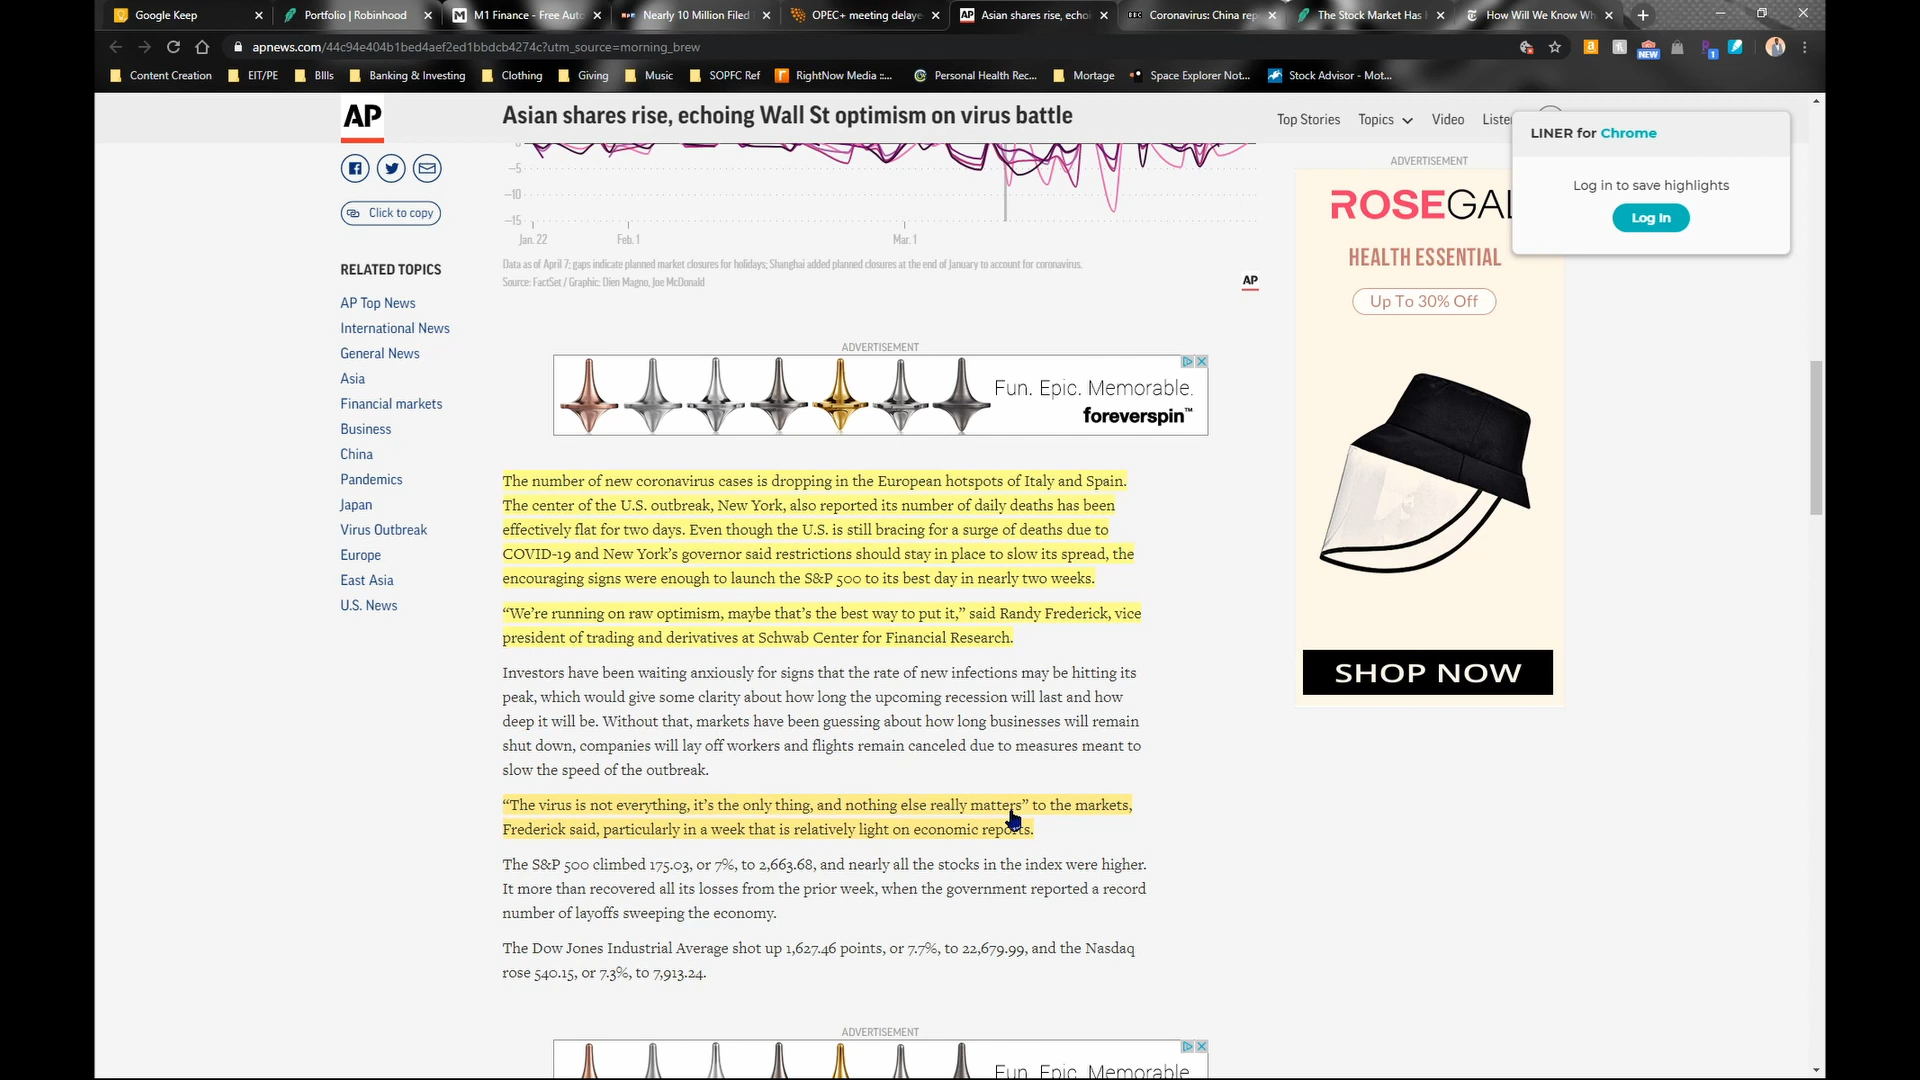 Google Keep
Portfolio | Robinhood
M1 Finance - Free Auto
Nearly 10 Million Filed
OPEC+ meeting delaye
Asian shares rise, echo
Coronavirus: China rep
The Stock Market Has
How Will We Know Wh
apnews.com/44c94e404b1bed4aef2ed1bbdcb4274c?utm_source=morning_brew
NEW
1
Content Creation
EIT/PE
BIlls
Banking & Investing
Clothing
Giving
Music
SOPFC Ref
RightNow Media ::...
Personal Health Rec...
Mortage
Space Explorer Not...
Stock Advisor - Mot...
AP
Asian shares rise, echoing Wall St optimism on virus battle
Top Stories
Topics
Video
Listen
LINER for Chrome
Log in to save highlights
Log In
Click to copy
RELATED TOPICS
AP Top News
International News
General News
Asia
Financial markets
Business
China
Pandemics
Japan
Virus Outbreak
Europe
East Asia
U.S. News
−5
−10
−15
Jan. 22
Feb. 1
Mar. 1
Data as of April 7; gaps indicate planned market closures for holidays; Shanghai added planned closures at the end of January to account for coronavirus.
Source: FactSet / Graphic: Dien Magno, Joe McDonald
AP
ADVERTISEMENT
Fun. Epic. Memorable.
foreverspin™
The number of new coronavirus cases is dropping in the European hotspots of Italy and Spain.
The center of the U.S. outbreak, New York, also reported its number of daily deaths has been
effectively flat for two days. Even though the U.S. is still bracing for a surge of deaths due to
COVID-19 and New York's governor said restrictions should stay in place to slow its spread, the
encouraging signs were enough to launch the S&P 500 to its best day in nearly two weeks.
“We're running on raw optimism, maybe that's the best way to put it,” said Randy Frederick, vice
president of trading and derivatives at Schwab Center for Financial Research.
Investors have been waiting anxiously for signs that the rate of new infections may be hitting its
peak, which would give some clarity about how long the upcoming recession will last and how
deep it will be. Without that, markets have been guessing about how long businesses will remain
shut down, companies will lay off workers and flights remain canceled due to measures meant to
slow the speed of the outbreak.
“The virus is not everything, it's the only thing, and nothing else really matters” to the markets,
Frederick said, particularly in a week that is relatively light on economic reports.
The S&P 500 climbed 175.03, or 7%, to 2,663.68, and nearly all the stocks in the index were higher.
It more than recovered all its losses from the prior week, when the government reported a record
number of layoffs sweeping the economy.
The Dow Jones Industrial Average shot up 1,627.46 points, or 7.7%, to 22,679.99, and the Nasdaq
rose 540.15, or 7.3%, to 7,913.24.
ADVERTISEMENT
Fun. Epic. Memorable.
ADVERTISEMENT
ROSEGAL
HEALTH ESSENTIAL
Up To 30% Off
SHOP NOW